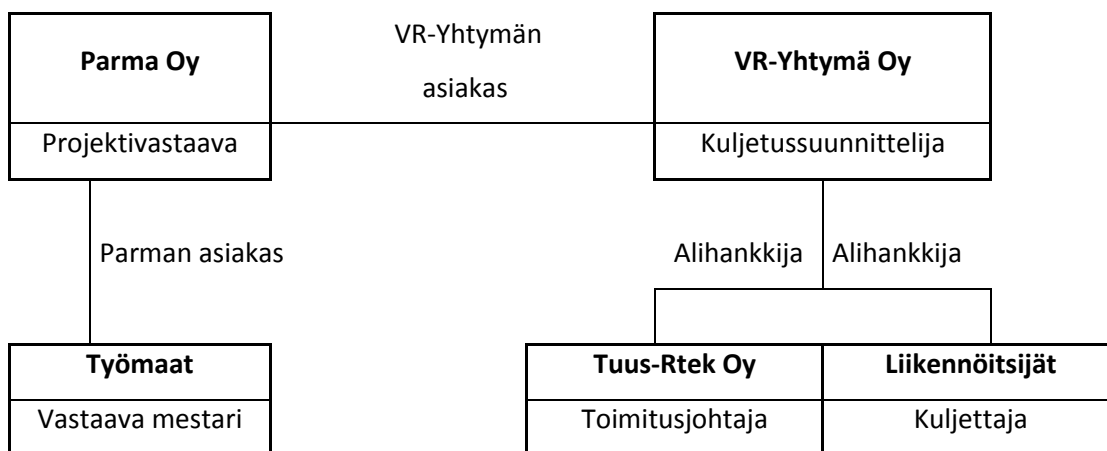 Parma Oy
VR-Yhtymän
asiakas
VR-Yhtymä Oy
Projektivastaava
Kuljetussuunnittelija
Parman asiakas
Alihankkija
Alihankkija
Työmaat
Tuus-Rtek Oy
Liikennöitsijät
Vastaava mestari
Toimitusjohtaja
Kuljettaja